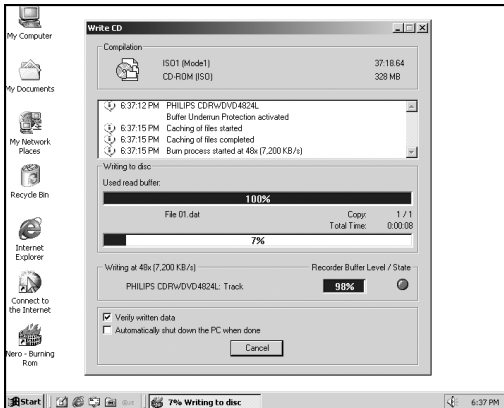 My Computer
My Documents
My Network
Places
Recycle Bin
Internet
Explorer
Connect to
the Internet
Nero - Burning
Rom
Write CD
Compilation
ISO1 (Mode1)
37:18.64
CD-ROM (ISO)
328 MB
6:37:12 PM PHILIPS CDRWDVD4824L
Buffer Underrun Protection activated
6:37:15 PM Caching of files started
6:37:15 PM Caching of files completed
6:37:15 PM Burn process started at 48x (7,200 KB/s)
Writing to disc
Used read buffer:
100%
File 01.dat
Copy: 1 / 1
Total Time: 0:00:08
7%
Writing at 48x (7,200 KB/s)
Recorder Buffer Level / State
PHILIPS CDRWDVD4824L: Track
98%
Verify written data
Automatically shut down the PC when done
Cancel
Start
7% Writing to disc
6:37 PM